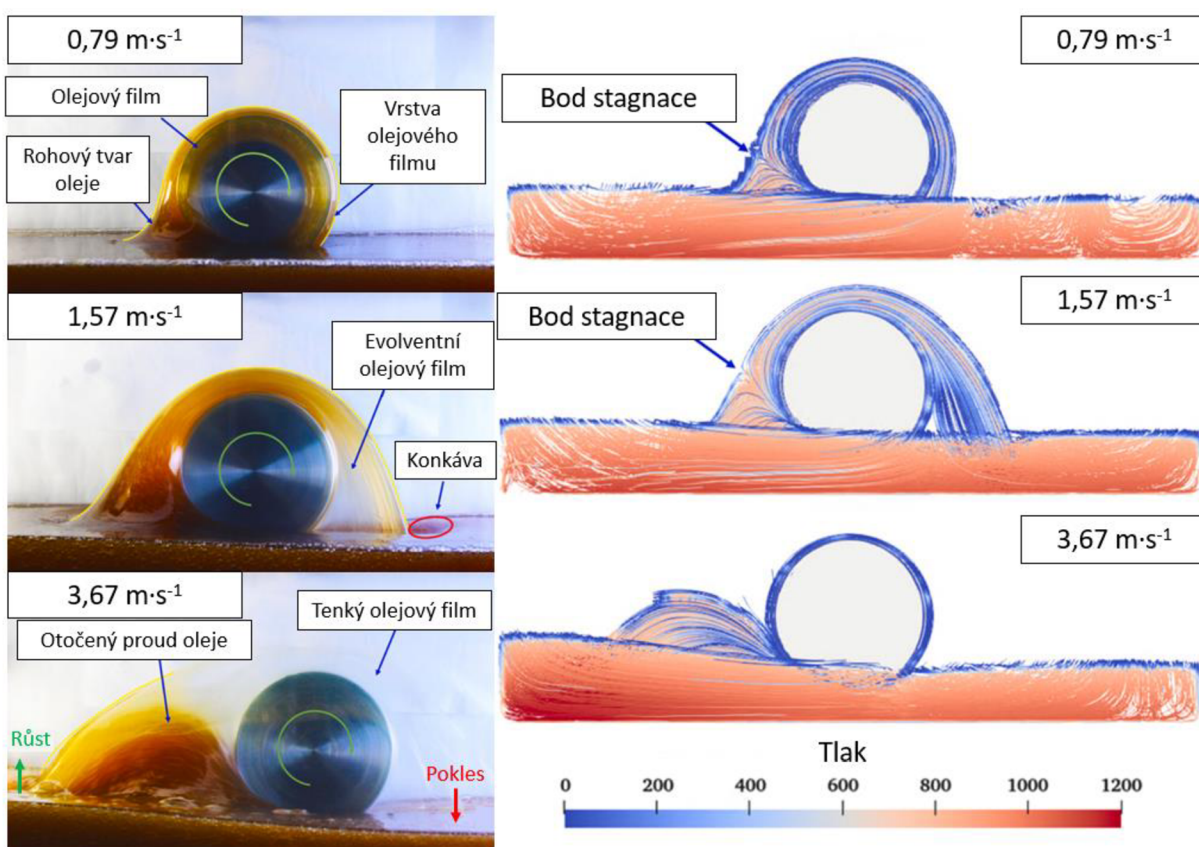 0,79 m·s-1
Olejový film
Rohový tvar
oleje
Vrstva
olejového
filmu
0,79 m·s-1
Bod stagnace
1,57 m·s-1
Evolventní
olejový film
Konkáva
1,57 m·s-1
Bod stagnace
3,67 m·s-1
Otočený proud oleje
Tenký olejový film
Růst
Pokles
3,67 m·s-1
Tlak
0 200 400 600 800 1000 1200